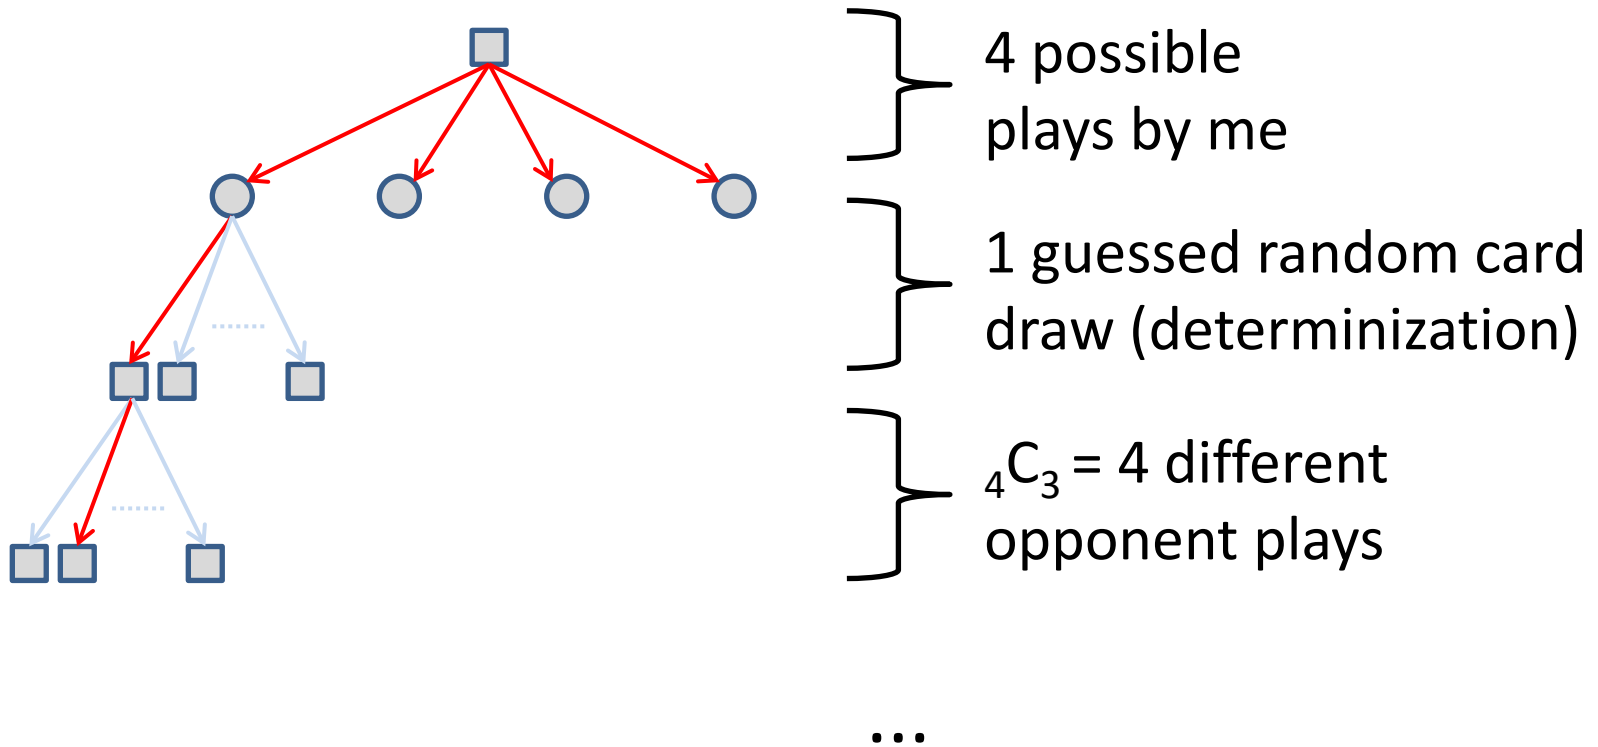 4 possible
plays by me
1 guessed random card
draw (determinization)
₄C₃ = 4 different
opponent plays
...